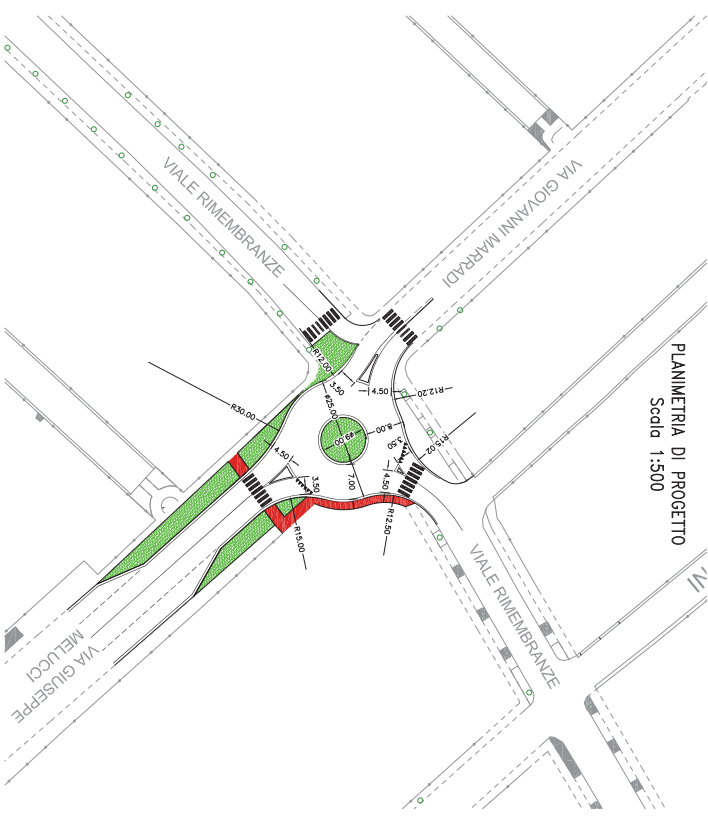 PLANIMETRIA DI PROGETTO
Scala 1:500
VIALE RIMEMBRANZE
VIA GIOVANNI MARRADI
R12.00
3.50
4.50
R12.20
ø25.00
R30.00
8.00
ø9.00
3.50
R15.02
4.50
3.50
7.00
4.50
R15.00
R12.50
VIALE RIMEMBRANZE
NI
VIA GIUSEPPE
MELUCCI